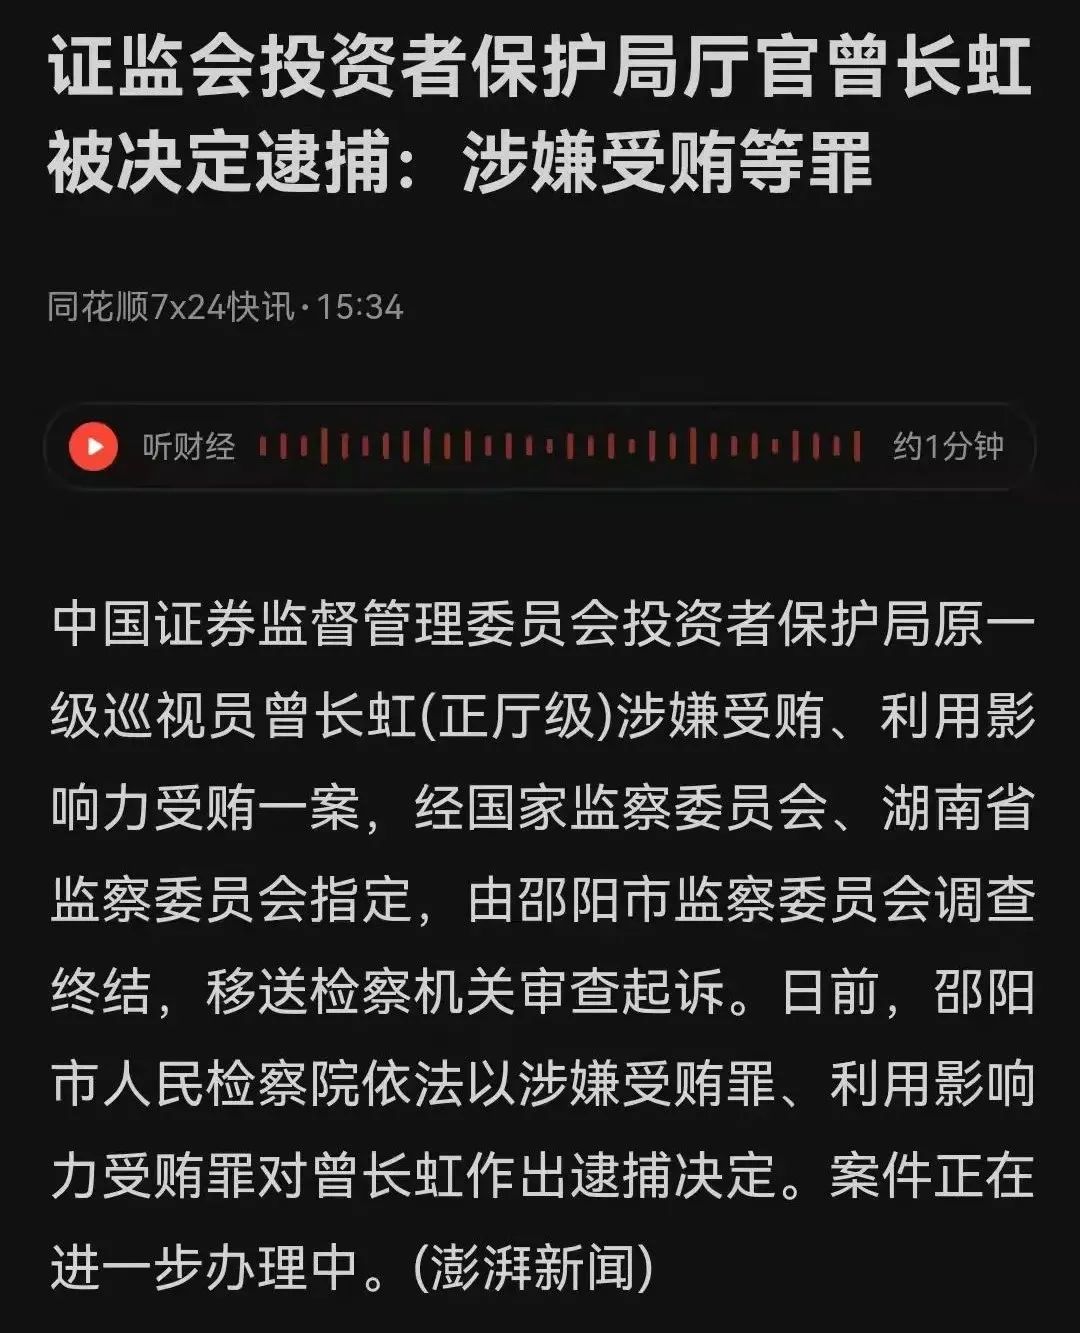 证监会投资者保护局厅官曾长虹
被决定逮捕：涉嫌受贿等罪
同花顺7x24快讯·15:34
听财经
约1分钟
中国证券监督管理委员会投资者保护局原一
级巡视员曾长虹(正厅级)涉嫌受贿、利用影
响力受贿一案，经国家监察委员会、湖南省
监察委员会指定，由邵阳市监察委员会调查
终结，移送检察机关审查起诉。日前，邵阳
市人民检察院依法以涉嫌受贿罪、利用影响
力受贿罪对曾长虹作出逮捕决定。案件正在
进一步办理中。(澎湃新闻)